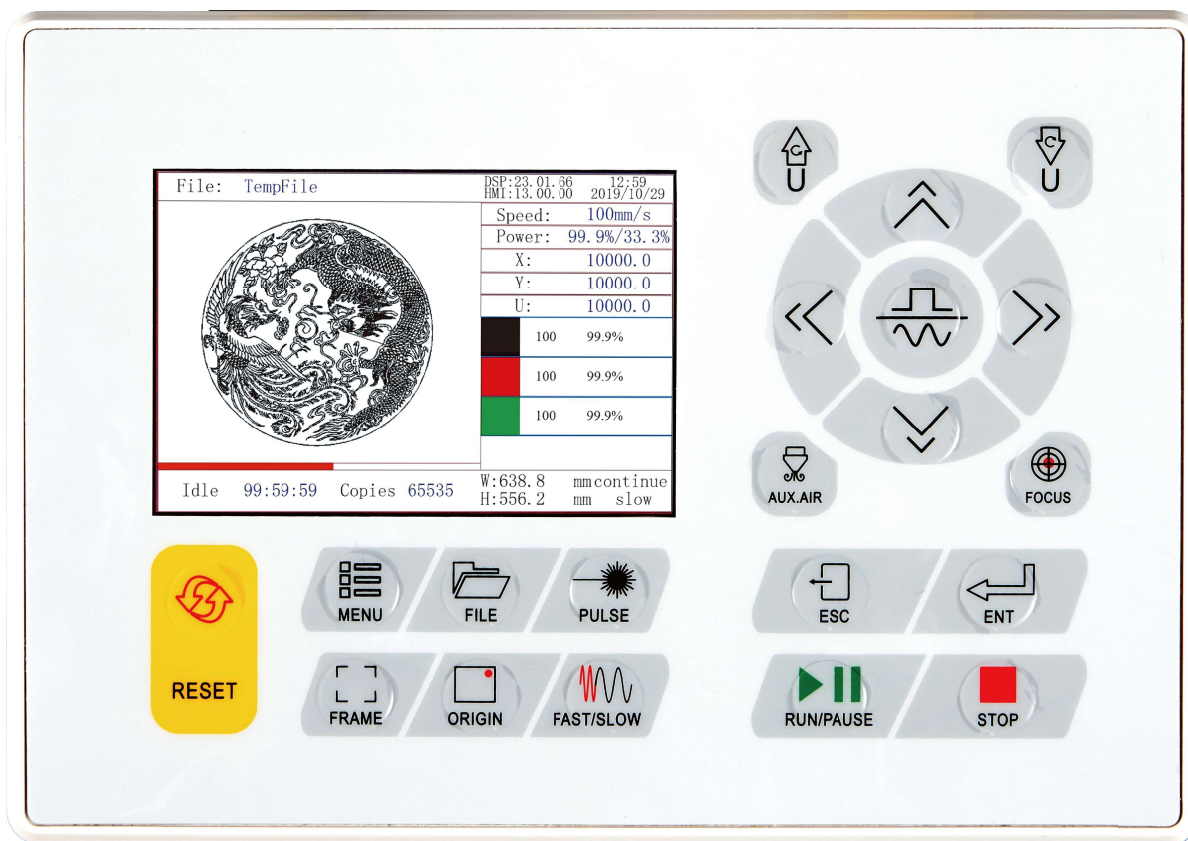 File: TempFile
DSP:23.01.66 12:59
HMI:13.00.00 2019/10/29
Speed: 100mm/s
Power: 99.9%/33.3%
X: 10000.0
Y: 10000.0
U: 10000.0
100 99.9%
100 99.9%
100 99.9%
Idle 99:59:59 Copies 65535
W:638.8 mm continue
H:556.2 mm slow
U
U
AUX.AIR
FOCUS
RESET
MENU
FILE
PULSE
FRAME
ORIGIN
FAST/SLOW
ESC
ENT
RUN/PAUSE
STOP